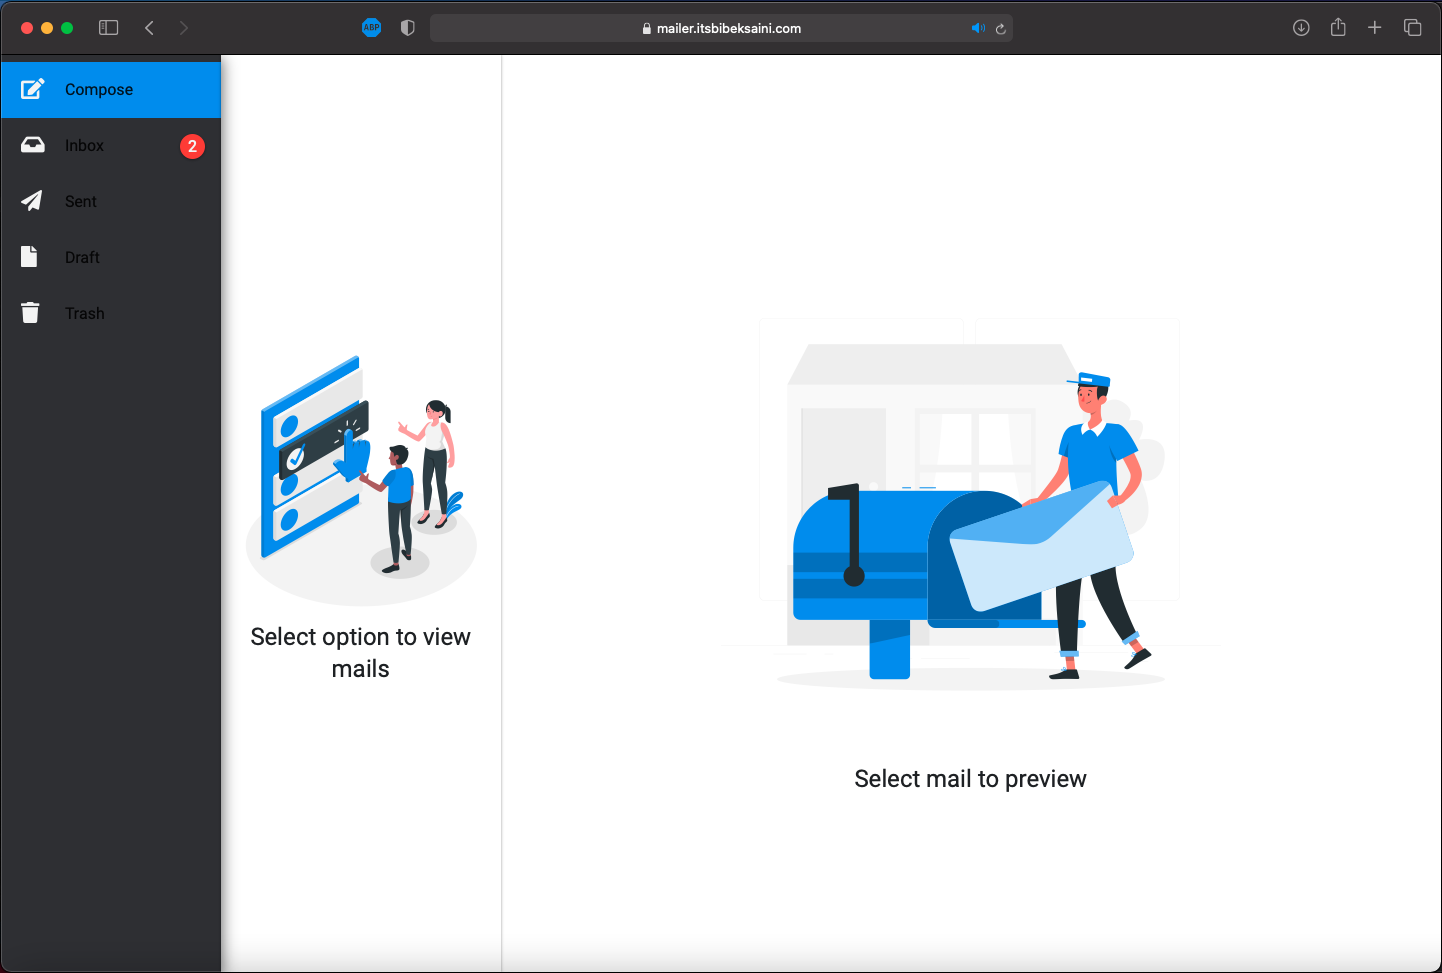 ABP
mailer.itsbibeksaini.com
Compose
Inbox
2
Sent
Draft
Trash
Select option to view
mails
Select mail to preview